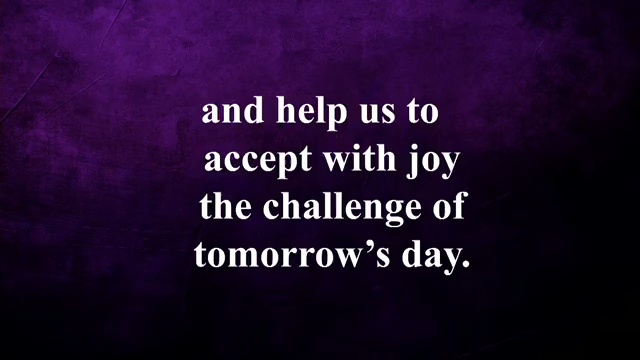 and help us to
accept with joy
the challenge of
tomorrow’s day.